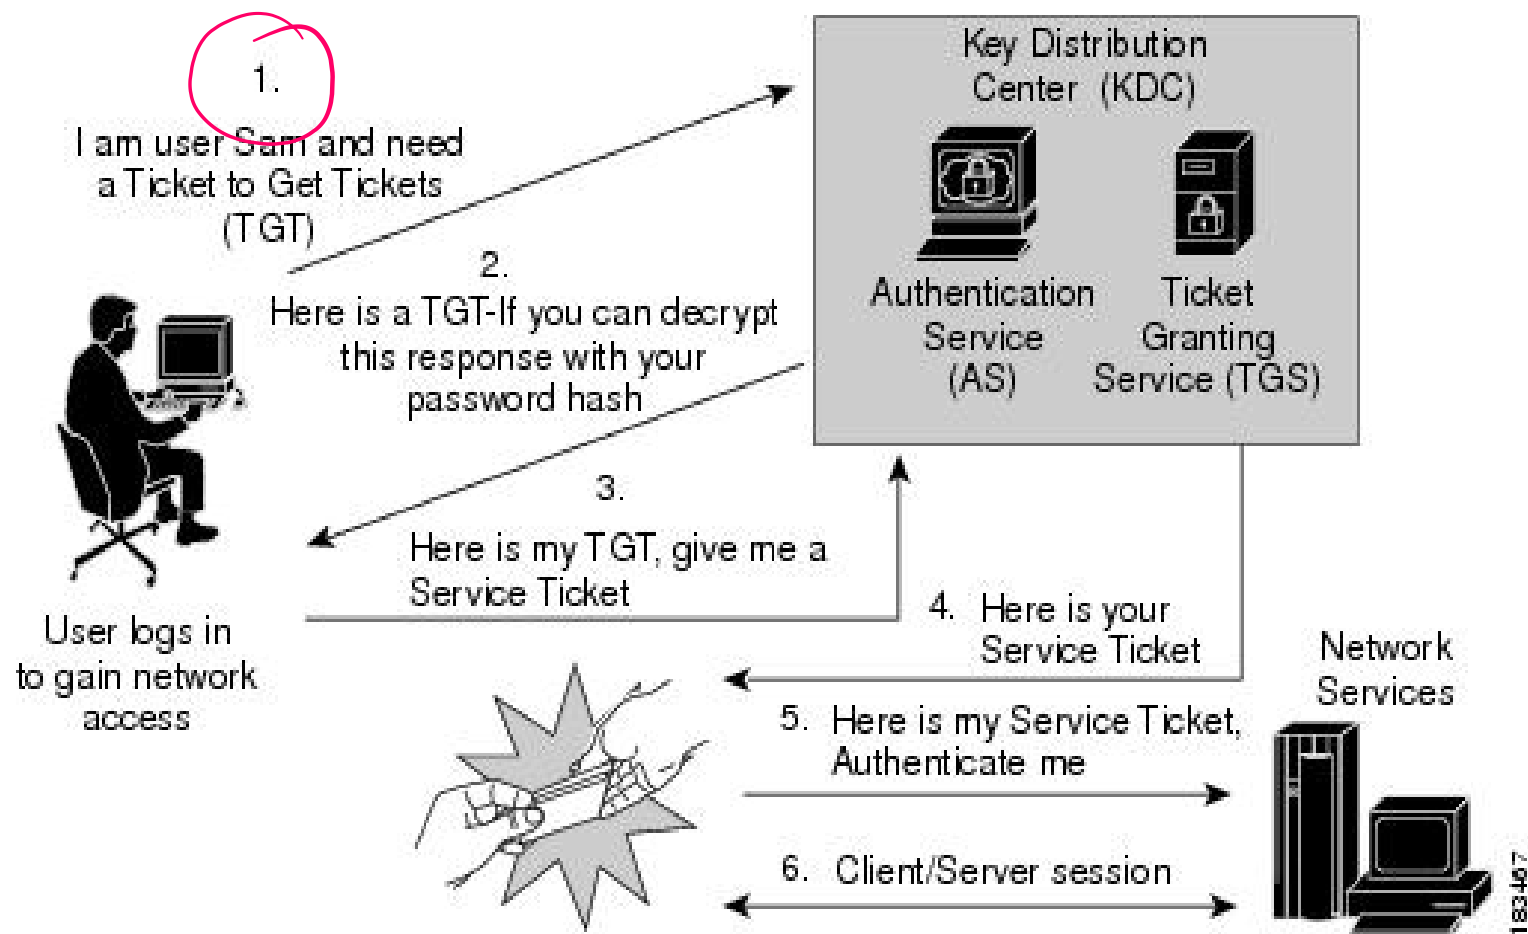 1.
I am user Sam and need
a Ticket to Get Tickets
(TGT)
Key Distribution
Center (KDC)
Authentication
Service
(AS)
Ticket
Granting
Service (TGS)
2.
Here is a TGT-If you can decrypt
this response with your
password hash
3.
Here is my TGT, give me a
Service Ticket
User logs in
to gain network
access
4. Here is your
Service Ticket
Network
Services
5. Here is my Service Ticket,
Authenticate me
6. Client/Server session
183467